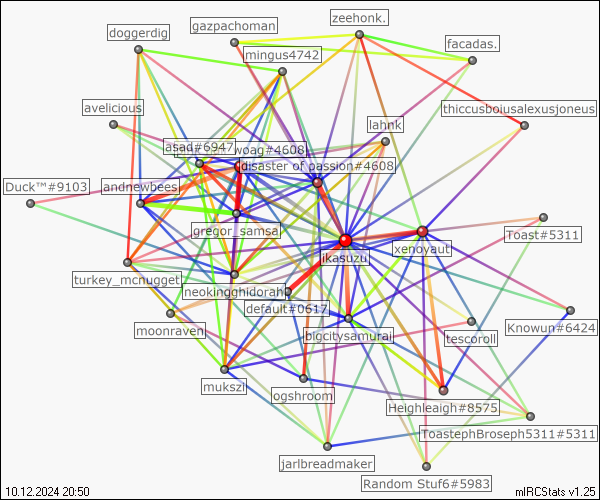 zeehonk.
gazpachoman
doggerdig
facadas.
mingus4742
avelicious
thiccusboiusalexusjoneus
lahnk
asad#6947
woag#4608
disaster of passion#4608
Duck™#9103
andnewbees
gregor_samsa
Toast#5311
xenovaut
ikasuzu
turkey_mcnugget
neokingghidorah
default#0617
moonraven
bigcitysamurai
tescoroll
Knowun#6424
mukszi
ogshroom
Heighleaigh#8575
ToastephBroseph5311#5311
jarlbreadmaker
Random Stuf6#5983
10.12.2024 20:50
mIRCStats v1.25